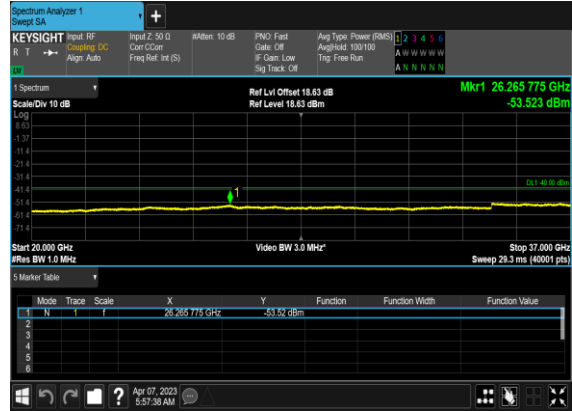 Spectrum Analyzer 1
Swept SA
+
KEYSIGHT Input: RF Input Z: 50 Ω #Atten: 10 dB PNO: Fast Avg Type: Power (RMS) 1 2 3 4 5 6
R T Coupling: DC Corr CCorr Gate: Off Avg|Hold: 100/100 A W W W W W
Align: Auto Freq Ref: Int (S) IF Gain: Low Trig: Free Run
Sig Track: Off A N N N N N
LW
1 Spectrum Ref Lvl Offset 18.63 dB Mkr1 26.265 775 GHz
Scale/Div 10 dB Ref Level 18.63 dBm -53.523 dBm
Log
8.63
-1.37
-11.4
-21.4
-31.4
DL1 -40.00 dBm
-41.4
1
-51.4
-61.4
-71.4
Start 20.000 GHz Video BW 3.0 MHz* Stop 37.000 GHz
#Res BW 1.0 MHz Sweep 29.3 ms (40001 pts)
5 Marker Table
Mode Trace Scale X Y Function Function Width Function Value
1 N 1 f 26.265 775 GHz -53.52 dBm
2
3
4
5
6
? Apr 07, 2023
5:57:38 AM